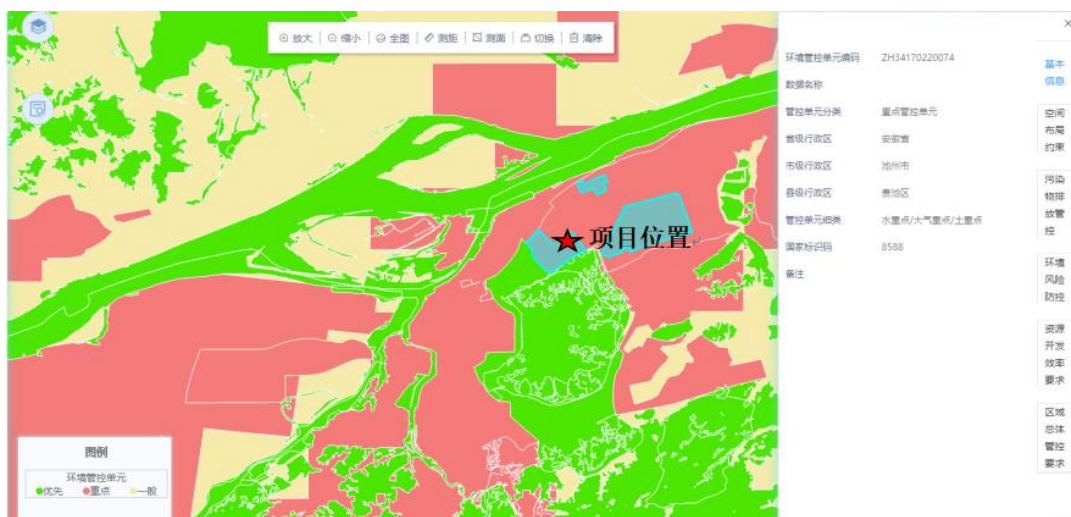 放大 缩小 全图 测距 测面 切换 清除
×
环境管控单元编码 ZH34170220074
数据名称
管控单元分类 重点管控单元
省级行政区 安徽省
市级行政区 池州市
县级行政区 贵池区
管控单元细类 水重点/大气重点/土重点
国家标识码 8588
备注
基本
信息
空间
布局
约束
污染
物排
放管
控
环境
风险
防控
资源
开发
效率
要求
区域
总体
管控
要求
项目位置
图例
环境管控单元
优先 重点 一般